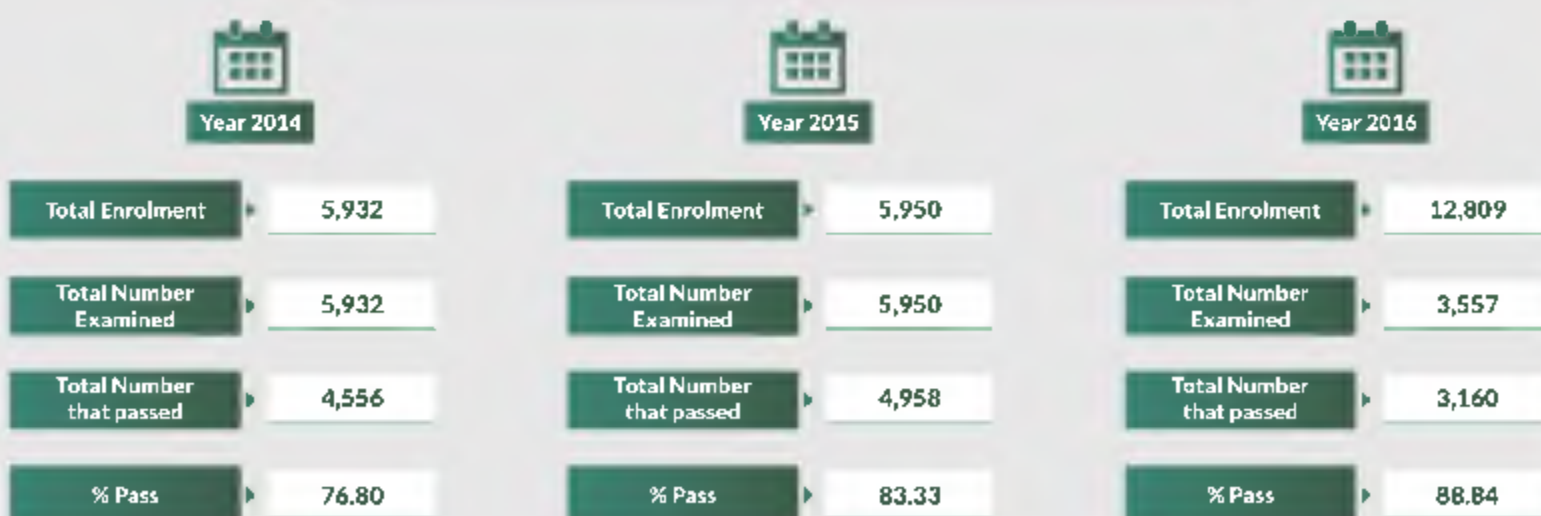 Year 2014
Year 2015
Year 2016
Total Enrolment 5,932
Total Enrolment 5,950
Total Enrolment 12,809
Total Number
Examined
5,932
Total Number
Examined
5,950
Total Number
Examined
3,557
Total Number
that passed
4,556
Total Number
that passed
4,958
Total Number
that passed
3,160
% Pass 76.80
% Pass 83.33
% Pass 88.84